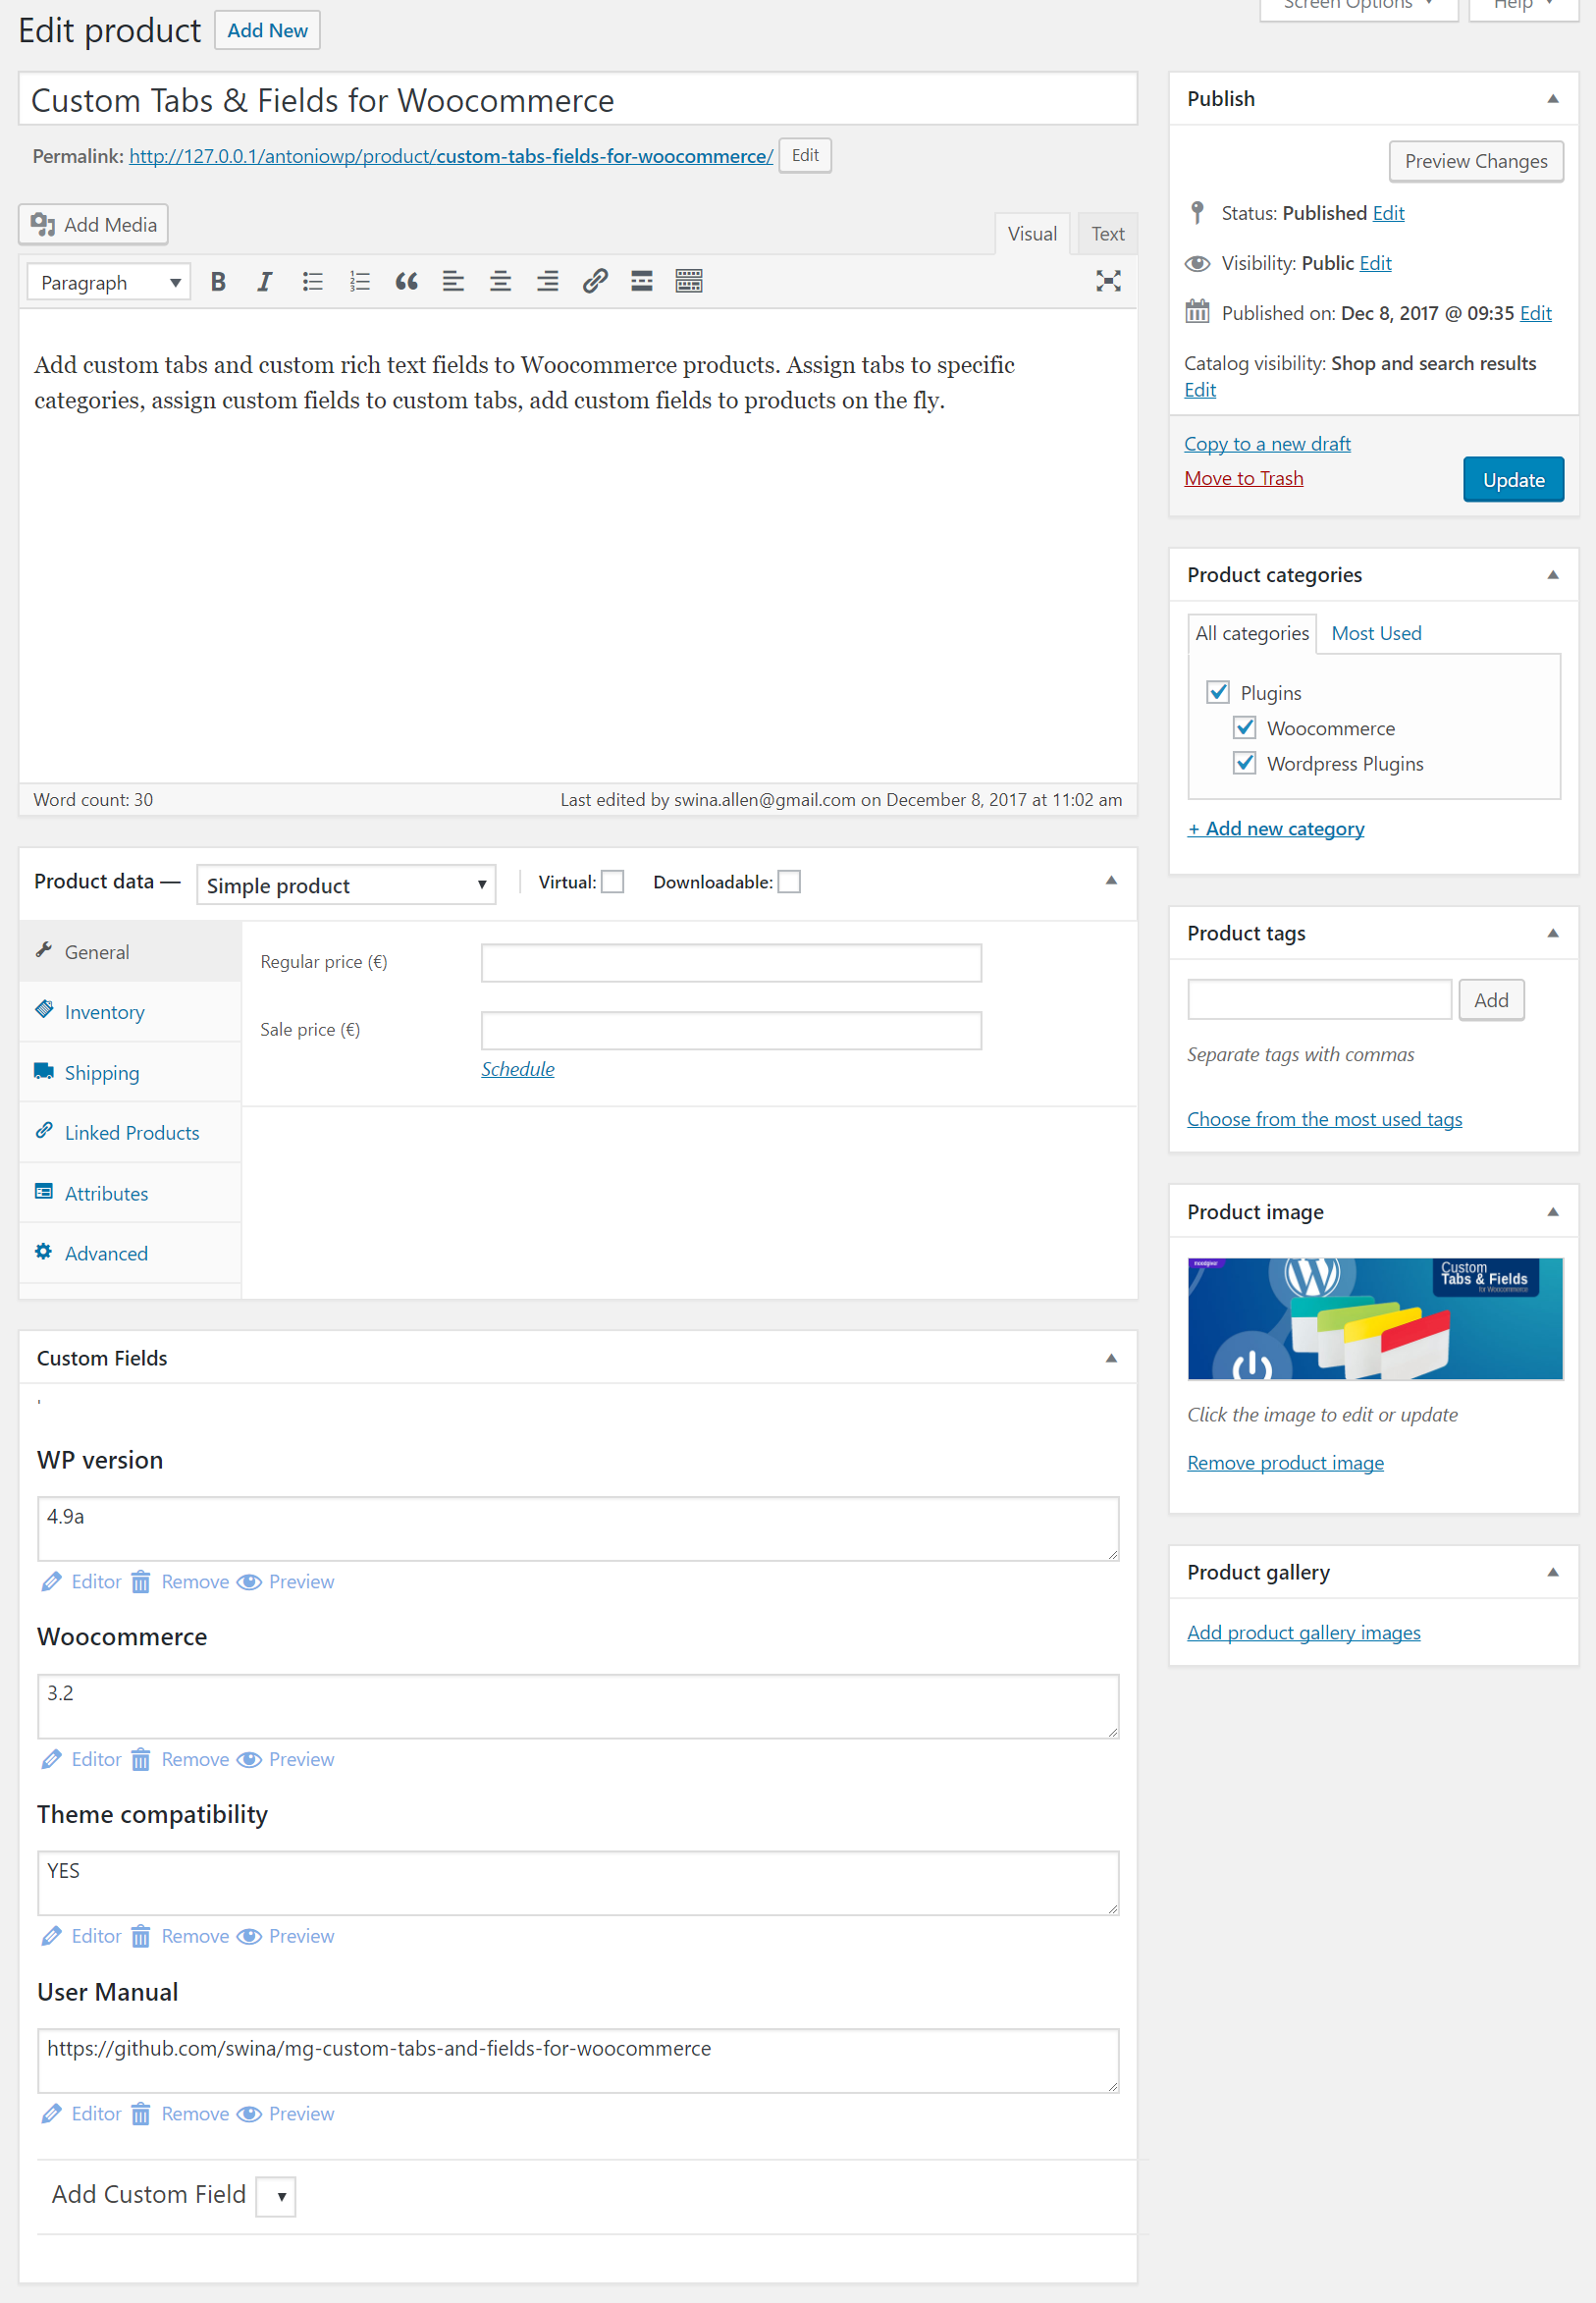 Screen Options
Help
Edit product
Add New
Custom Tabs & Fields for Woocommerce
Permalink: http://127.0.0.1/antoniowp/product/custom-tabs-fields-for-woocommerce/ Edit
Add Media
Visual
Text
Paragraph
Add custom tabs and custom rich text fields to Woocommerce products. Assign tabs to specific
categories, assign custom fields to custom tabs, add custom fields to products on the fly.
Word count: 30
Last edited by swina.allen@gmail.com on December 8, 2017 at 11:02 am
Product data —
Simple product
Virtual:
Downloadable:
General
Inventory
Shipping
Linked Products
Attributes
Advanced
Regular price (€)
Sale price (€)
Schedule
Custom Fields
'
WP version
4.9a
Editor Remove Preview
Woocommerce
3.2
Editor Remove Preview
Theme compatibility
YES
Editor Remove Preview
User Manual
https://github.com/swina/mg-custom-tabs-and-fields-for-woocommerce
Editor Remove Preview
Add Custom Field
Publish
Preview Changes
Status: Published Edit
Visibility: Public Edit
Published on: Dec 8, 2017 @ 09:35 Edit
Catalog visibility: Shop and search results
Edit
Copy to a new draft
Move to Trash
Update
Product categories
All categories
Most Used
Plugins
Woocommerce
Wordpress Plugins
+ Add new category
Product tags
Add
Separate tags with commas
Choose from the most used tags
Product image
Custom
Tabs & Fields
for Woocommerce
Click the image to edit or update
Remove product image
Product gallery
Add product gallery images